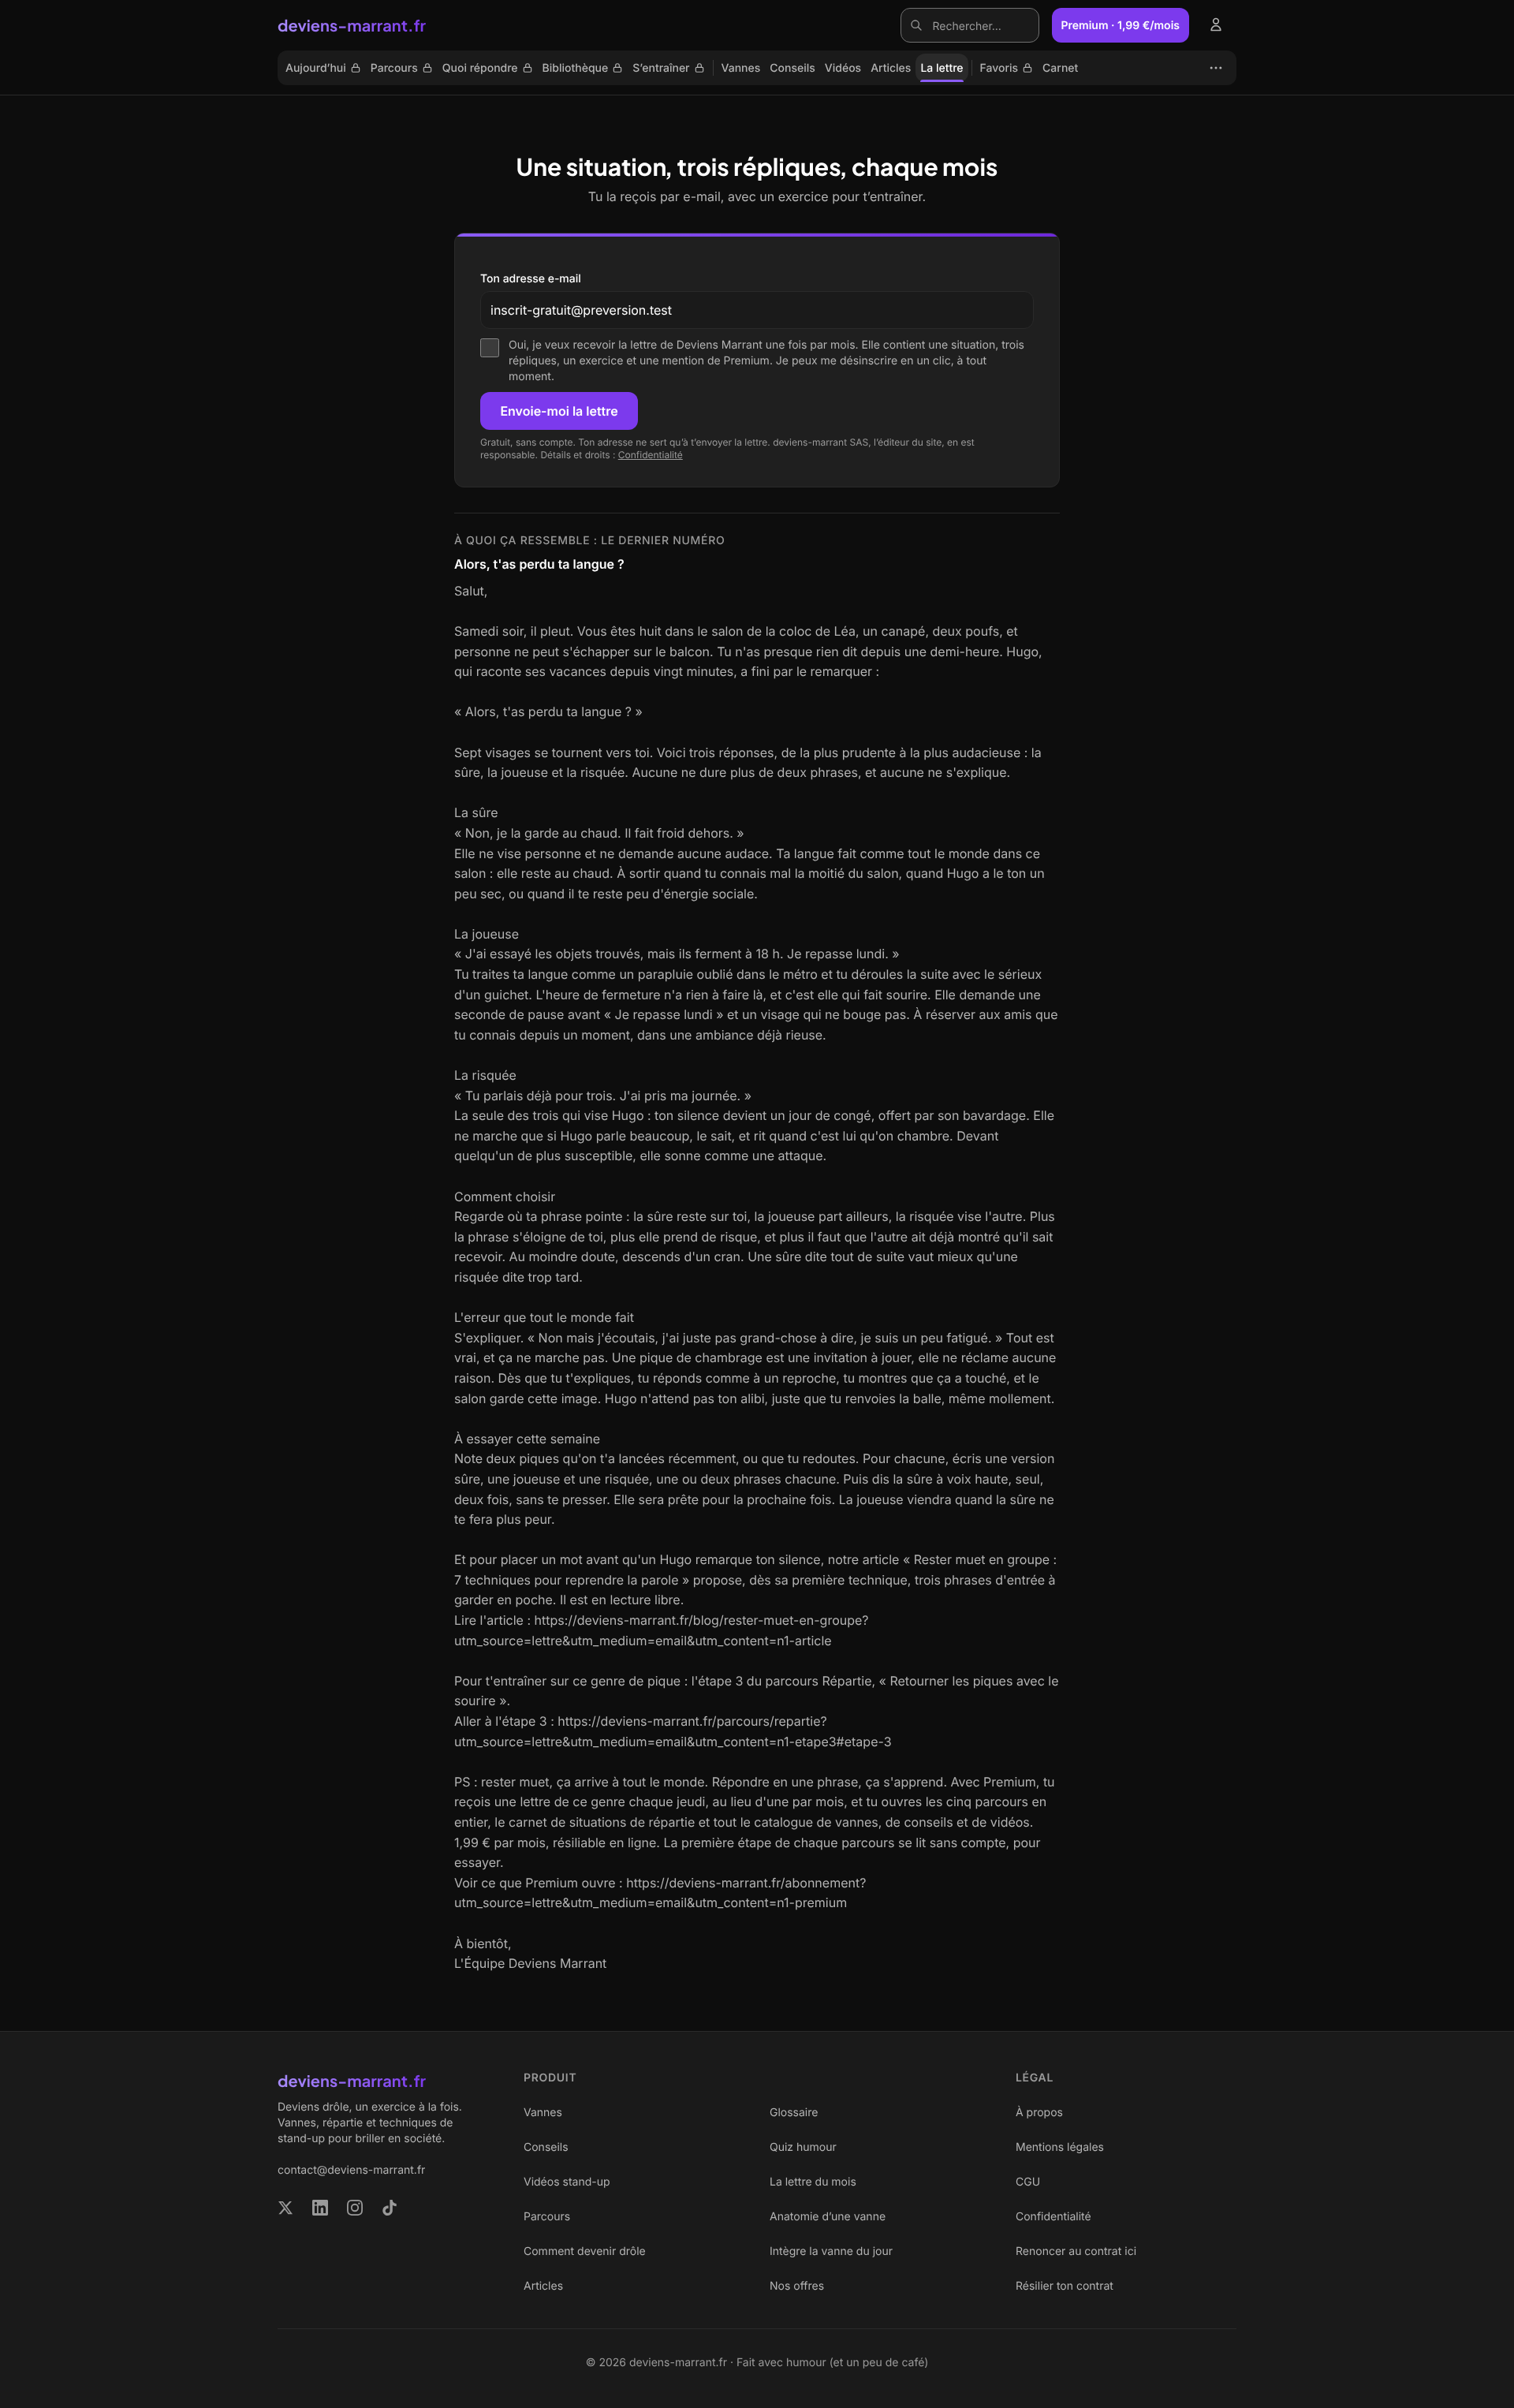 deviens-marrant.fr
Rechercher...
Premium · 1,99 €/mois
Aujourd’hui
Parcours
Quoi répondre
Bibliothèque
S’entraîner
Vannes
Conseils
Vidéos
Articles
La lettre
Favoris
Carnet
Une situation, trois répliques, chaque mois
Tu la reçois par e-mail, avec un exercice pour t’entraîner.
Ton adresse e-mail
inscrit-gratuit@preversion.test
Oui, je veux recevoir la lettre de Deviens Marrant une fois par mois. Elle contient une situation, trois
répliques, un exercice et une mention de Premium. Je peux me désinscrire en un clic, à tout
moment.
Envoie-moi la lettre
Gratuit, sans compte. Ton adresse ne sert qu’à t’envoyer la lettre. deviens-marrant SAS, l’éditeur du site, en est
responsable. Détails et droits : Confidentialité
À QUOI ÇA RESSEMBLE : LE DERNIER NUMÉRO
Alors, t'as perdu ta langue ?
Salut,
Samedi soir, il pleut. Vous êtes huit dans le salon de la coloc de Léa, un canapé, deux poufs, et
personne ne peut s'échapper sur le balcon. Tu n'as presque rien dit depuis une demi-heure. Hugo,
qui raconte ses vacances depuis vingt minutes, a fini par le remarquer :
« Alors, t'as perdu ta langue ? »
Sept visages se tournent vers toi. Voici trois réponses, de la plus prudente à la plus audacieuse : la
sûre, la joueuse et la risquée. Aucune ne dure plus de deux phrases, et aucune ne s'explique.
La sûre
« Non, je la garde au chaud. Il fait froid dehors. »
Elle ne vise personne et ne demande aucune audace. Ta langue fait comme tout le monde dans ce
salon : elle reste au chaud. À sortir quand tu connais mal la moitié du salon, quand Hugo a le ton un
peu sec, ou quand il te reste peu d'énergie sociale.
La joueuse
« J'ai essayé les objets trouvés, mais ils ferment à 18 h. Je repasse lundi. »
Tu traites ta langue comme un parapluie oublié dans le métro et tu déroules la suite avec le sérieux
d'un guichet. L'heure de fermeture n'a rien à faire là, et c'est elle qui fait sourire. Elle demande une
seconde de pause avant « Je repasse lundi » et un visage qui ne bouge pas. À réserver aux amis que
tu connais depuis un moment, dans une ambiance déjà rieuse.
La risquée
« Tu parlais déjà pour trois. J'ai pris ma journée. »
La seule des trois qui vise Hugo : ton silence devient un jour de congé, offert par son bavardage. Elle
ne marche que si Hugo parle beaucoup, le sait, et rit quand c'est lui qu'on chambre. Devant
quelqu'un de plus susceptible, elle sonne comme une attaque.
Comment choisir
Regarde où ta phrase pointe : la sûre reste sur toi, la joueuse part ailleurs, la risquée vise l'autre. Plus
la phrase s'éloigne de toi, plus elle prend de risque, et plus il faut que l'autre ait déjà montré qu'il sait
recevoir. Au moindre doute, descends d'un cran. Une sûre dite tout de suite vaut mieux qu'une
risquée dite trop tard.
L'erreur que tout le monde fait
S'expliquer. « Non mais j'écoutais, j'ai juste pas grand-chose à dire, je suis un peu fatigué. » Tout est
vrai, et ça ne marche pas. Une pique de chambrage est une invitation à jouer, elle ne réclame aucune
raison. Dès que tu t'expliques, tu réponds comme à un reproche, tu montres que ça a touché, et le
salon garde cette image. Hugo n'attend pas ton alibi, juste que tu renvoies la balle, même mollement.
À essayer cette semaine
Note deux piques qu'on t'a lancées récemment, ou que tu redoutes. Pour chacune, écris une version
sûre, une joueuse et une risquée, une ou deux phrases chacune. Puis dis la sûre à voix haute, seul,
deux fois, sans te presser. Elle sera prête pour la prochaine fois. La joueuse viendra quand la sûre ne
te fera plus peur.
Et pour placer un mot avant qu'un Hugo remarque ton silence, notre article « Rester muet en groupe :
7 techniques pour reprendre la parole » propose, dès sa première technique, trois phrases d'entrée à
garder en poche. Il est en lecture libre.
Lire l'article : https://deviens-marrant.fr/blog/rester-muet-en-groupe?
utm_source=lettre&utm_medium=email&utm_content=n1-article
Pour t'entraîner sur ce genre de pique : l'étape 3 du parcours Répartie, « Retourner les piques avec le
sourire ».
Aller à l'étape 3 : https://deviens-marrant.fr/parcours/repartie?
utm_source=lettre&utm_medium=email&utm_content=n1-etape3#etape-3
PS : rester muet, ça arrive à tout le monde. Répondre en une phrase, ça s'apprend. Avec Premium, tu
reçois une lettre de ce genre chaque jeudi, au lieu d'une par mois, et tu ouvres les cinq parcours en
entier, le carnet de situations de répartie et tout le catalogue de vannes, de conseils et de vidéos.
1,99 € par mois, résiliable en ligne. La première étape de chaque parcours se lit sans compte, pour
essayer.
Voir ce que Premium ouvre : https://deviens-marrant.fr/abonnement?
utm_source=lettre&utm_medium=email&utm_content=n1-premium
À bientôt,
L'Équipe Deviens Marrant
deviens-marrant.fr
Deviens drôle, un exercice à la fois.
Vannes, répartie et techniques de
stand-up pour briller en société.
contact@deviens-marrant.fr
PRODUIT
Vannes
Conseils
Vidéos stand-up
Parcours
Comment devenir drôle
Articles
Glossaire
Quiz humour
La lettre du mois
Anatomie d’une vanne
Intègre la vanne du jour
Nos offres
LÉGAL
À propos
Mentions légales
CGU
Confidentialité
Renoncer au contrat ici
Résilier ton contrat
© 2026 deviens-marrant.fr · Fait avec humour (et un peu de café)